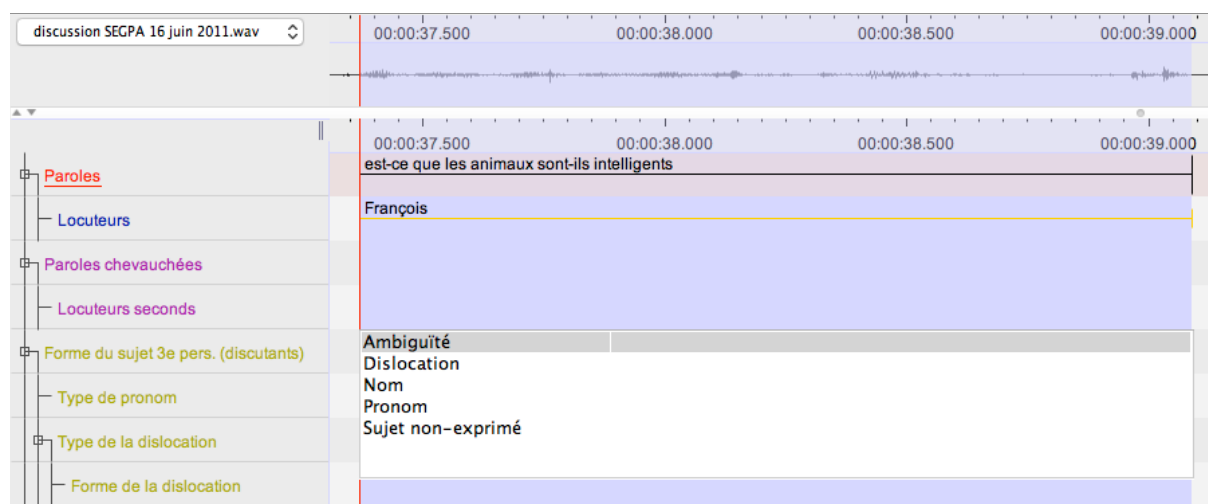 discussion SEGPA 16 juin 2011.wav
00:00:37.500 00:00:38.000 00:00:38.500 00:00:39.000
00:00:37.500 00:00:38.000 00:00:38.500 00:00:39.000
Paroles
est-ce que les animaux sont-ils intelligents
Locuteurs
François
Paroles chevauchées
Locuteurs seconds
Forme du sujet 3e pers. (discutants)
Type de pronom
Type de la dislocation
Forme de la dislocation
Ambiguïté
Dislocation
Nom
Pronom
Sujet non-exprimé